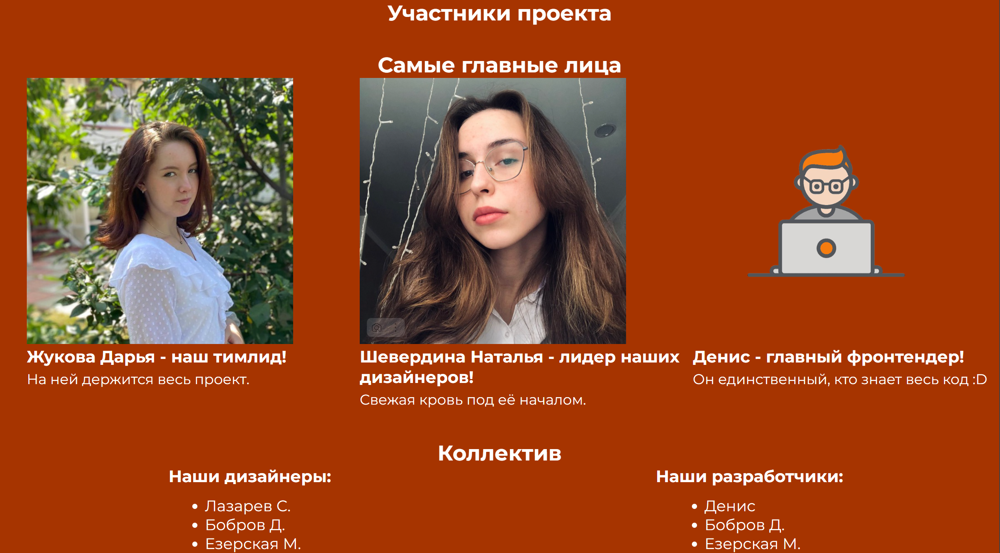 Участники проекта
Самые главные лица
Жукова Дарья - наш тимлид!
На ней держится весь проект.
Шевердина Наталья - лидер наших
дизайнеров!
Свежая кровь под её началом.
Денис - главный фронтендер!
Он единственный, кто знает весь код :D
Коллектив
Наши дизайнеры:
• Лазарев С.
• Бобров Д.
• Езерская М.
Наши разработчики:
• Денис
• Бобров Д.
• Езерская М.